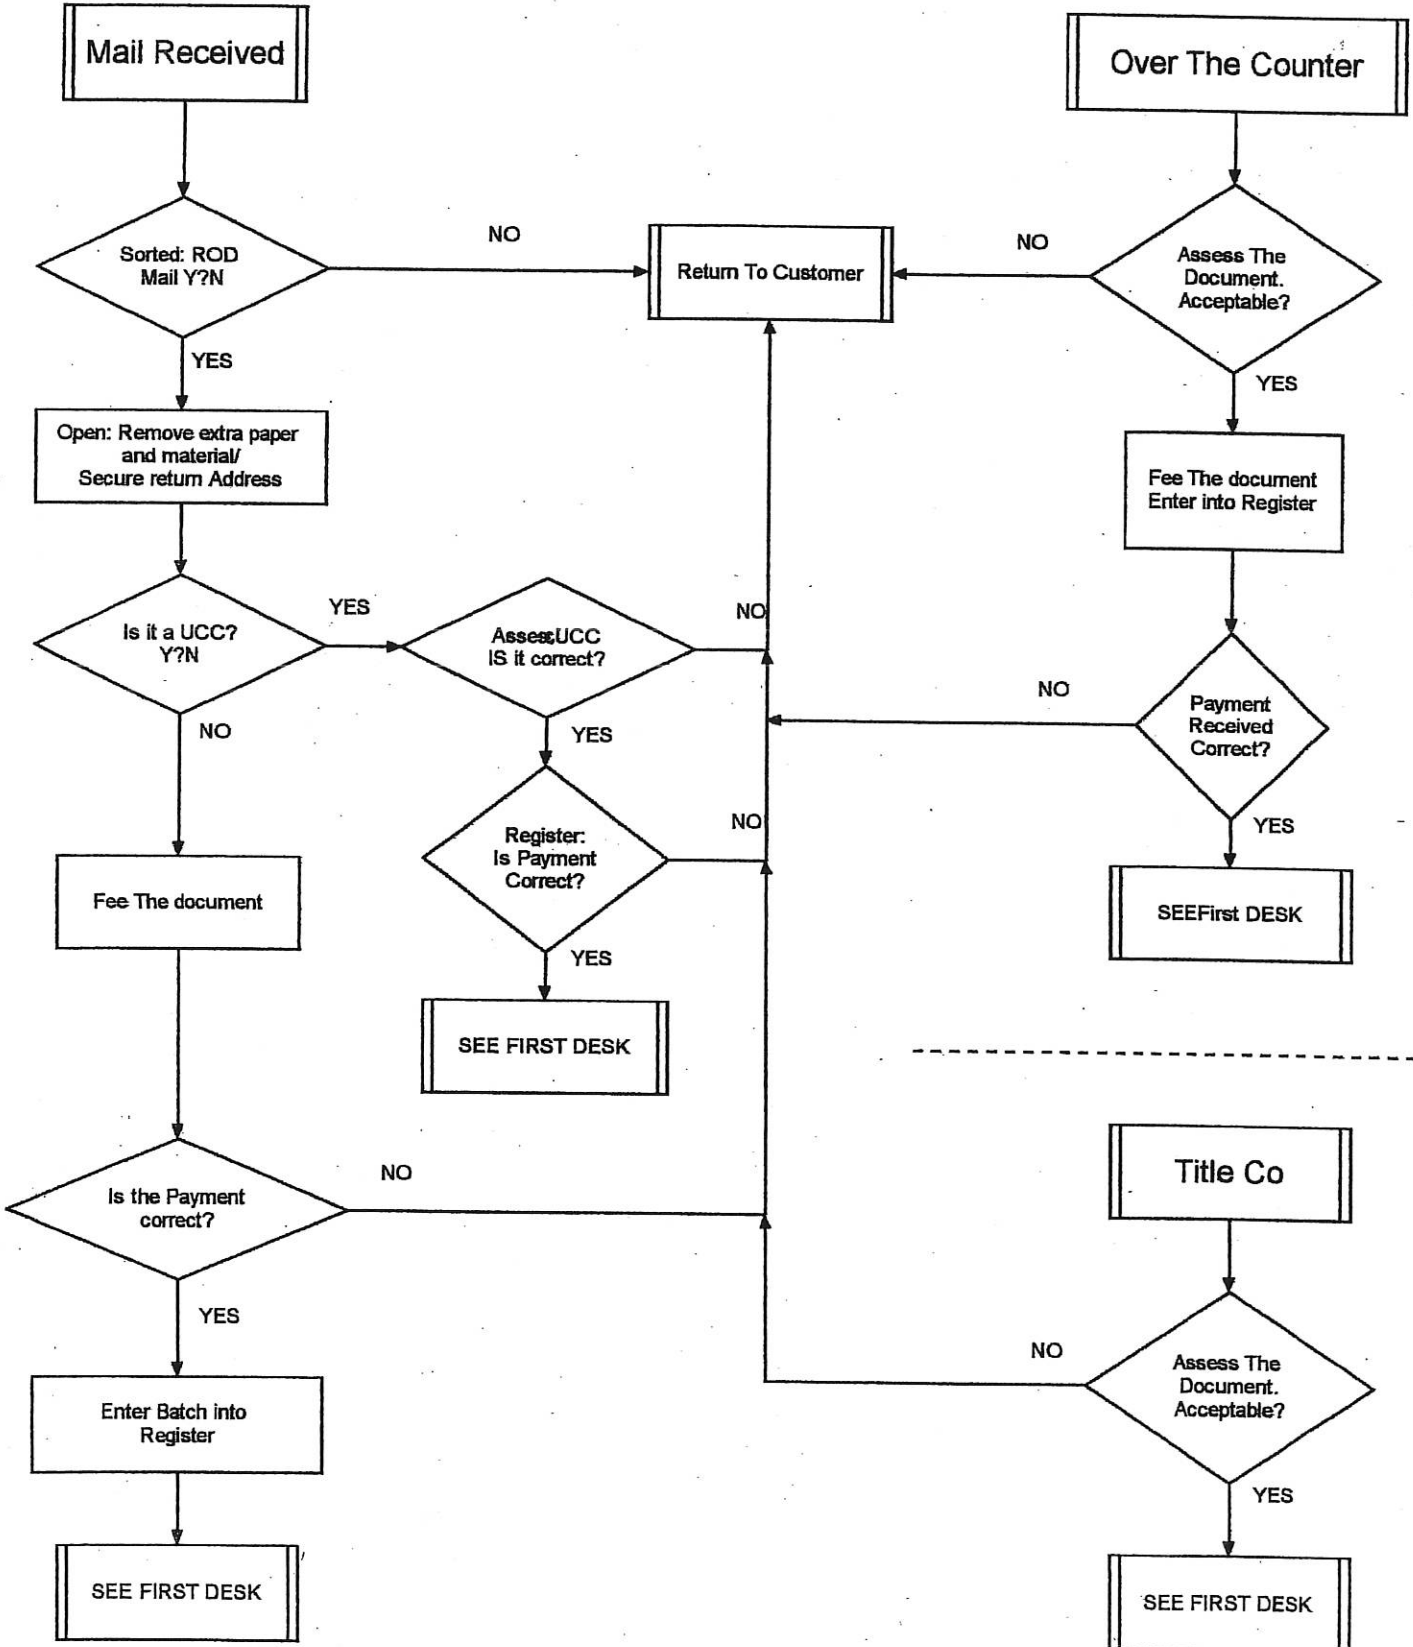 Mail Received
Over The Counter
Sorted: ROD
Mail Y?N
NO
Return To Customer
NO
Assess The
Document.
Acceptable?
YES
YES
Open: Remove extra paper
and material/
Secure return Address
Fee The document
Enter into Register
Is it a UCC?
Y?N
YES
Assess UCC
IS it correct?
NO
NO
Payment
Received
Correct?
NO
YES
Register:
Is Payment
Correct?
NO
YES
Fee The document
SEEFirst DESK
YES
SEE FIRST DESK
Is the Payment
correct?
NO
Title Co
YES
NO
Assess The
Document.
Acceptable?
Enter Batch into
Register
YES
SEE FIRST DESK
SEE FIRST DESK